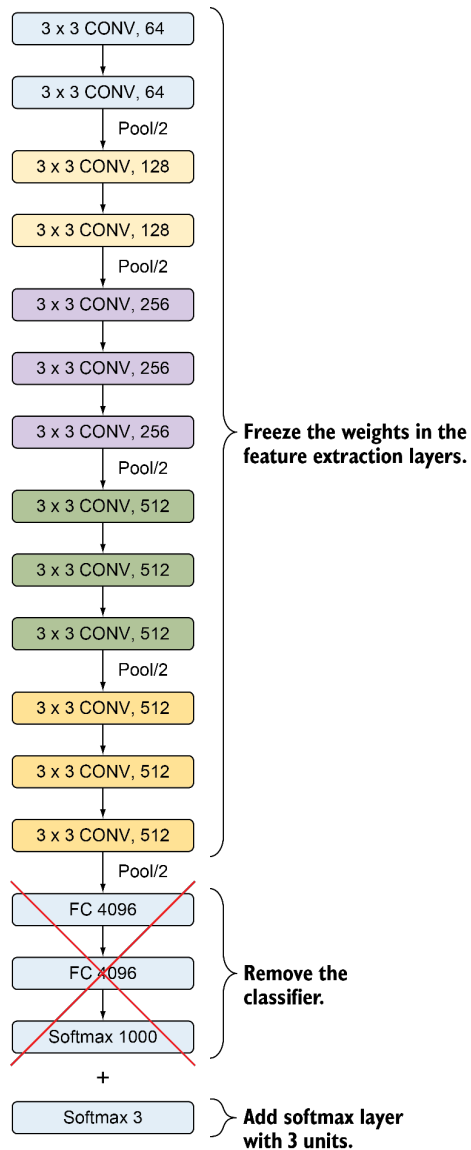 3 x 3 CONV, 64
3 x 3 CONV, 64
Pool/2
3 x 3 CONV, 128
3 x 3 CONV, 128
Pool/2
3 x 3 CONV, 256
3 x 3 CONV, 256
3 x 3 CONV, 256
Freeze the weights in the
feature extraction layers.
Pool/2
3 x 3 CONV, 512
3 x 3 CONV, 512
3 x 3 CONV, 512
Pool/2
3 x 3 CONV, 512
3 x 3 CONV, 512
3 x 3 CONV, 512
Pool/2
FC 4096
FC 4096
Remove the
classifier.
Softmax 1000
+
Softmax 3
Add softmax layer
with 3 units.